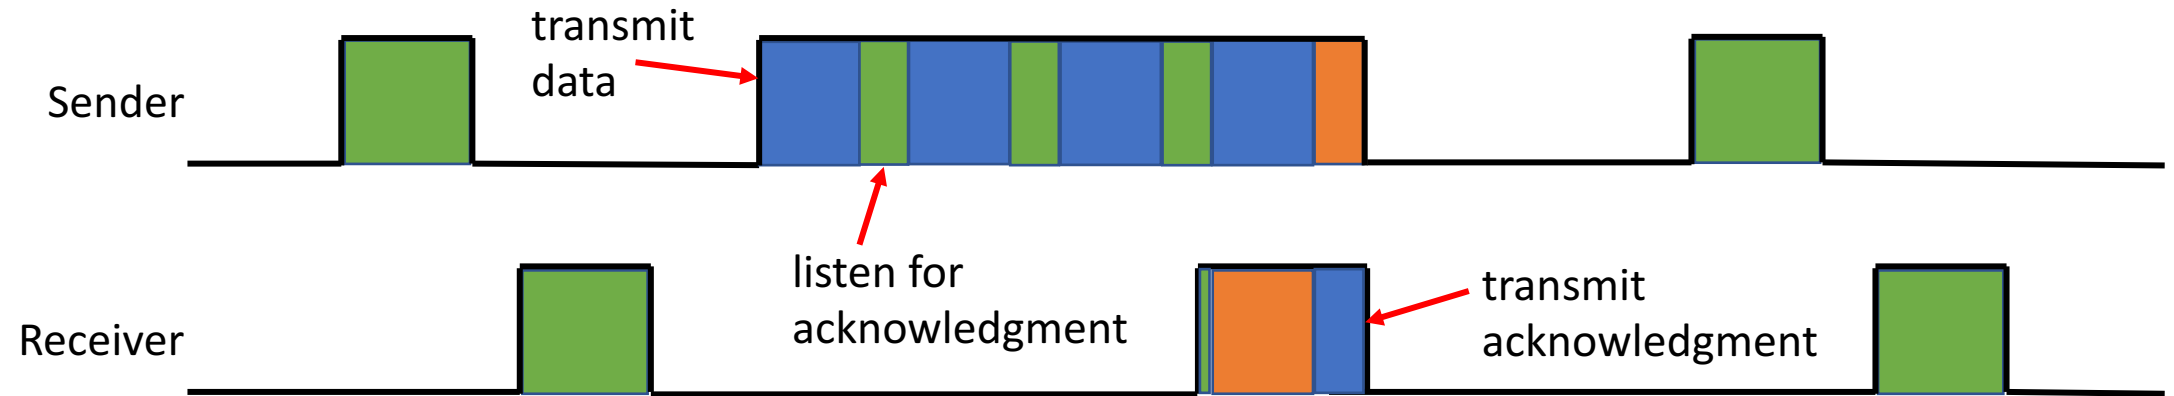 transmit
data
Sender
listen for
acknowledgment
transmit
acknowledgment
Receiver